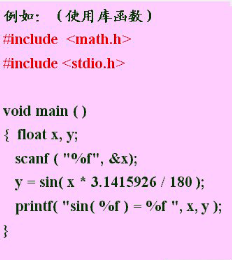 例如：（使用库函数）
#include  <math.h>
#include <stdio.h>
void main ( )
{  float x, y;
scanf ( "%f", &x);
y = sin( x * 3.1415926 / 180 );
printf( "sin( %f ) = %f ", x, y );
}